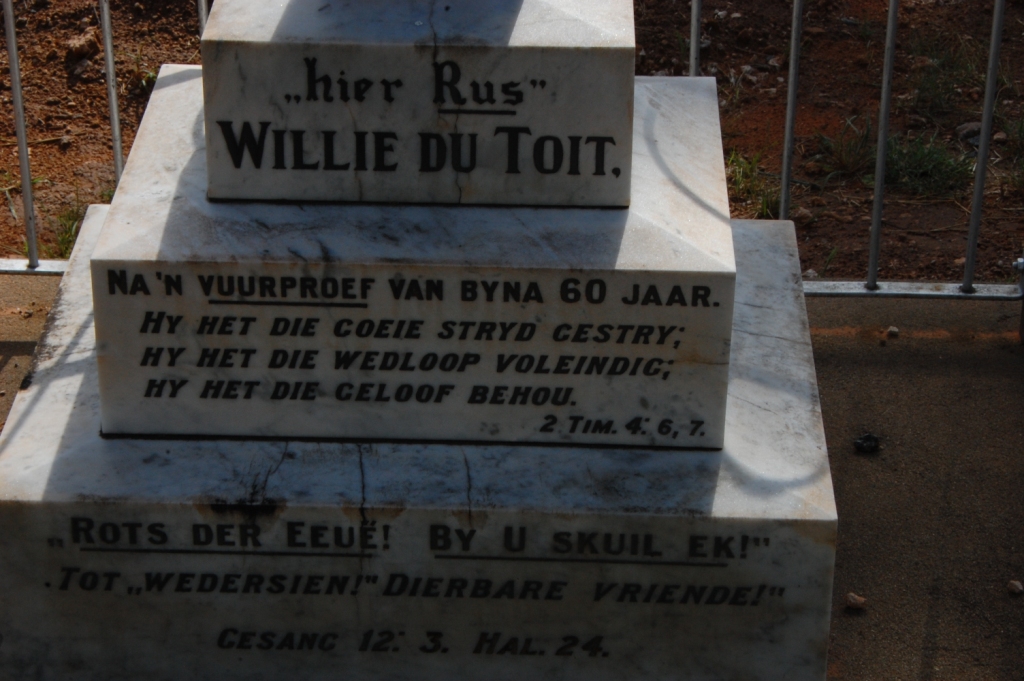 „hier Rus"
WILLIE DU TOIT.
NA 'N VUURPROEF VAN BYNA 60 JAAR.
HY HET DIE GOEIE STRYD GESTRY;
HY HET DIE WEDLOOP VOLEINDIG;
HY HET DIE GELOOF BEHOU.
2 TIM. 4: 6, 7.
„ROTS DER EEUË! BY U SKUIL EK!"
TOT „WEDERSIEN!" DIERBARE VRIENDE!"
GESANG 12: 3. HAL. 24.